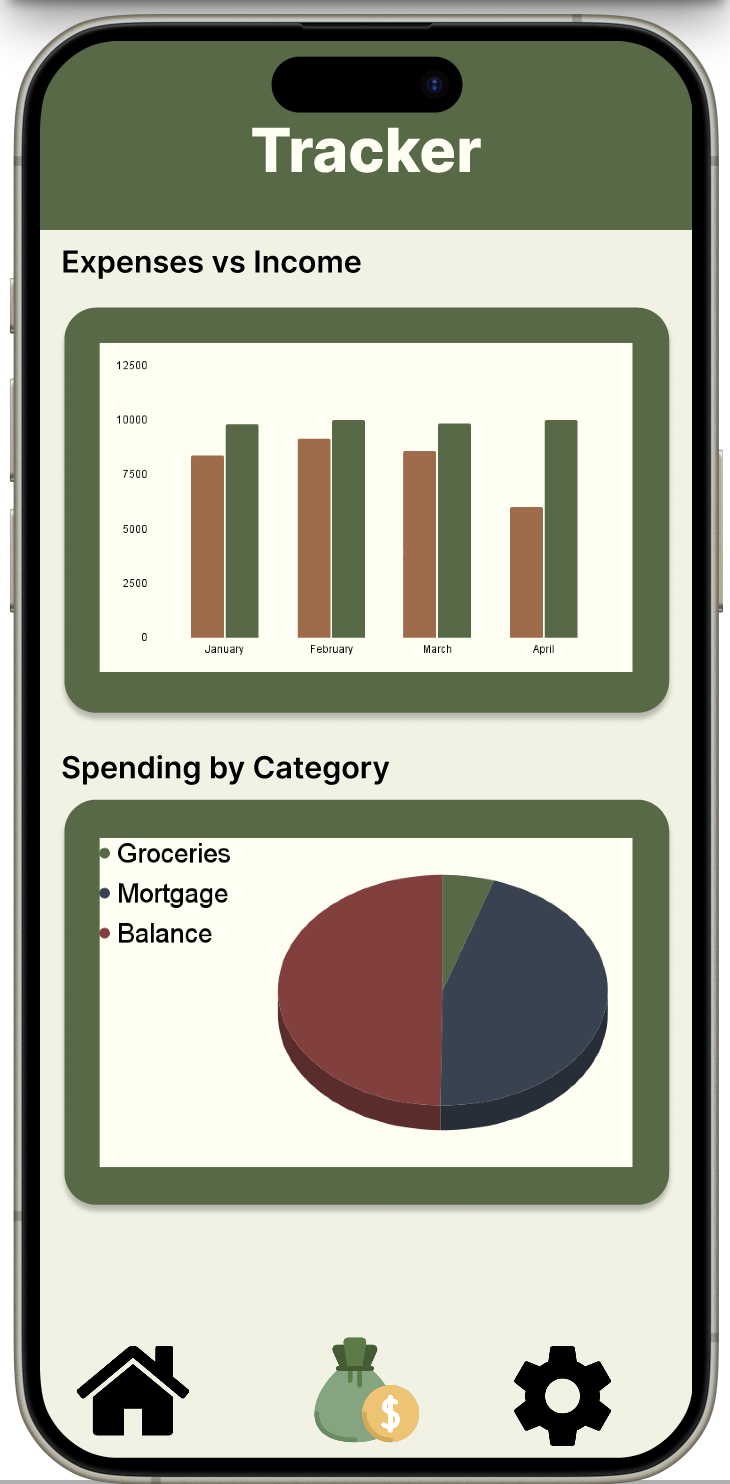 Tracker
Expenses vs Income
12500
10000
7500
5000
2500
0
January February March April
Spending by Category
Groceries
Mortgage
Balance
$